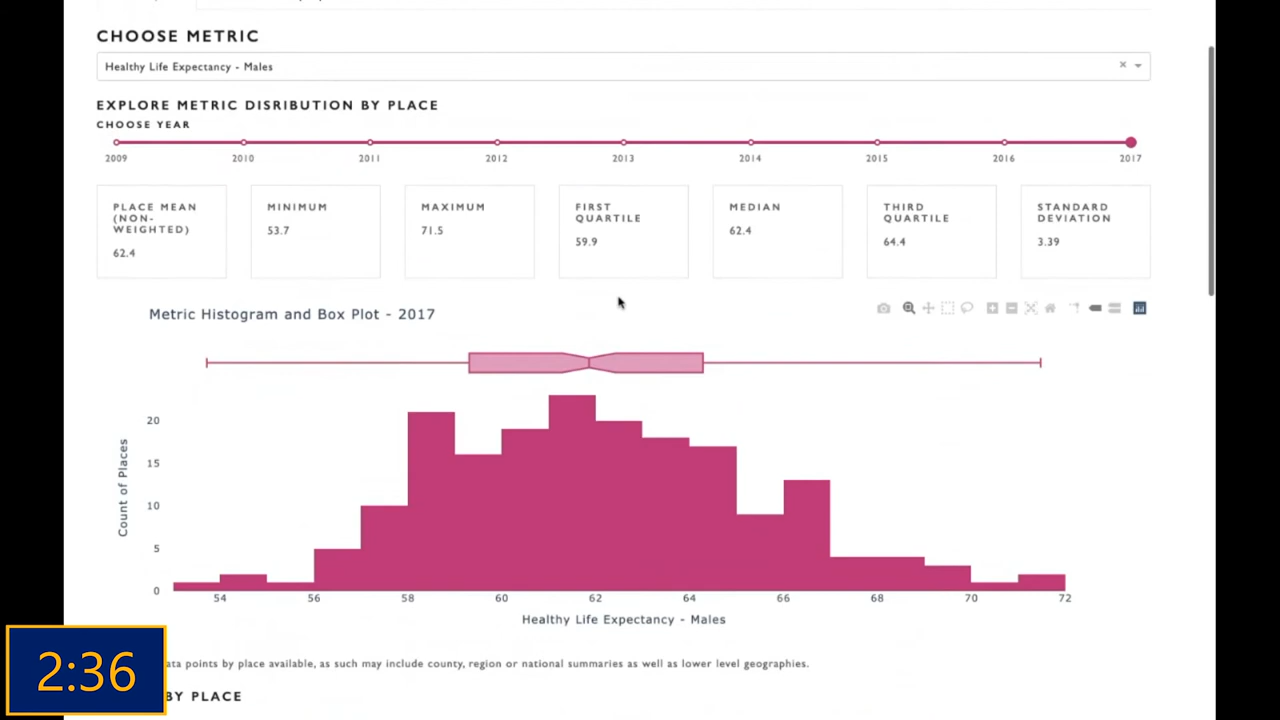 CHOOSE METRIC
Healthy Life Expectancy - Males
EXPLORE METRIC DISRIBUTION BY PLACE
CHOOSE YEAR
2009 2010 2011 2012 2013 2014 2015 2016 2017
PLACE MEAN
(NON-
WEIGHTED)
62.4
MINIMUM
53.7
MAXIMUM
71.5
FIRST
QUARTILE
59.9
MEDIAN
62.4
THIRD
QUARTILE
64.4
STANDARD
DEVIATION
3.39
Metric Histogram and Box Plot - 2017
Count of Places
20
15
10
5
0
54 56 58 60 62 64 66 68 70 72
Healthy Life Expectancy - Males
points by place available, as such may include county, region or national summaries as well as lower level geographies.
BY PLACE
2:36